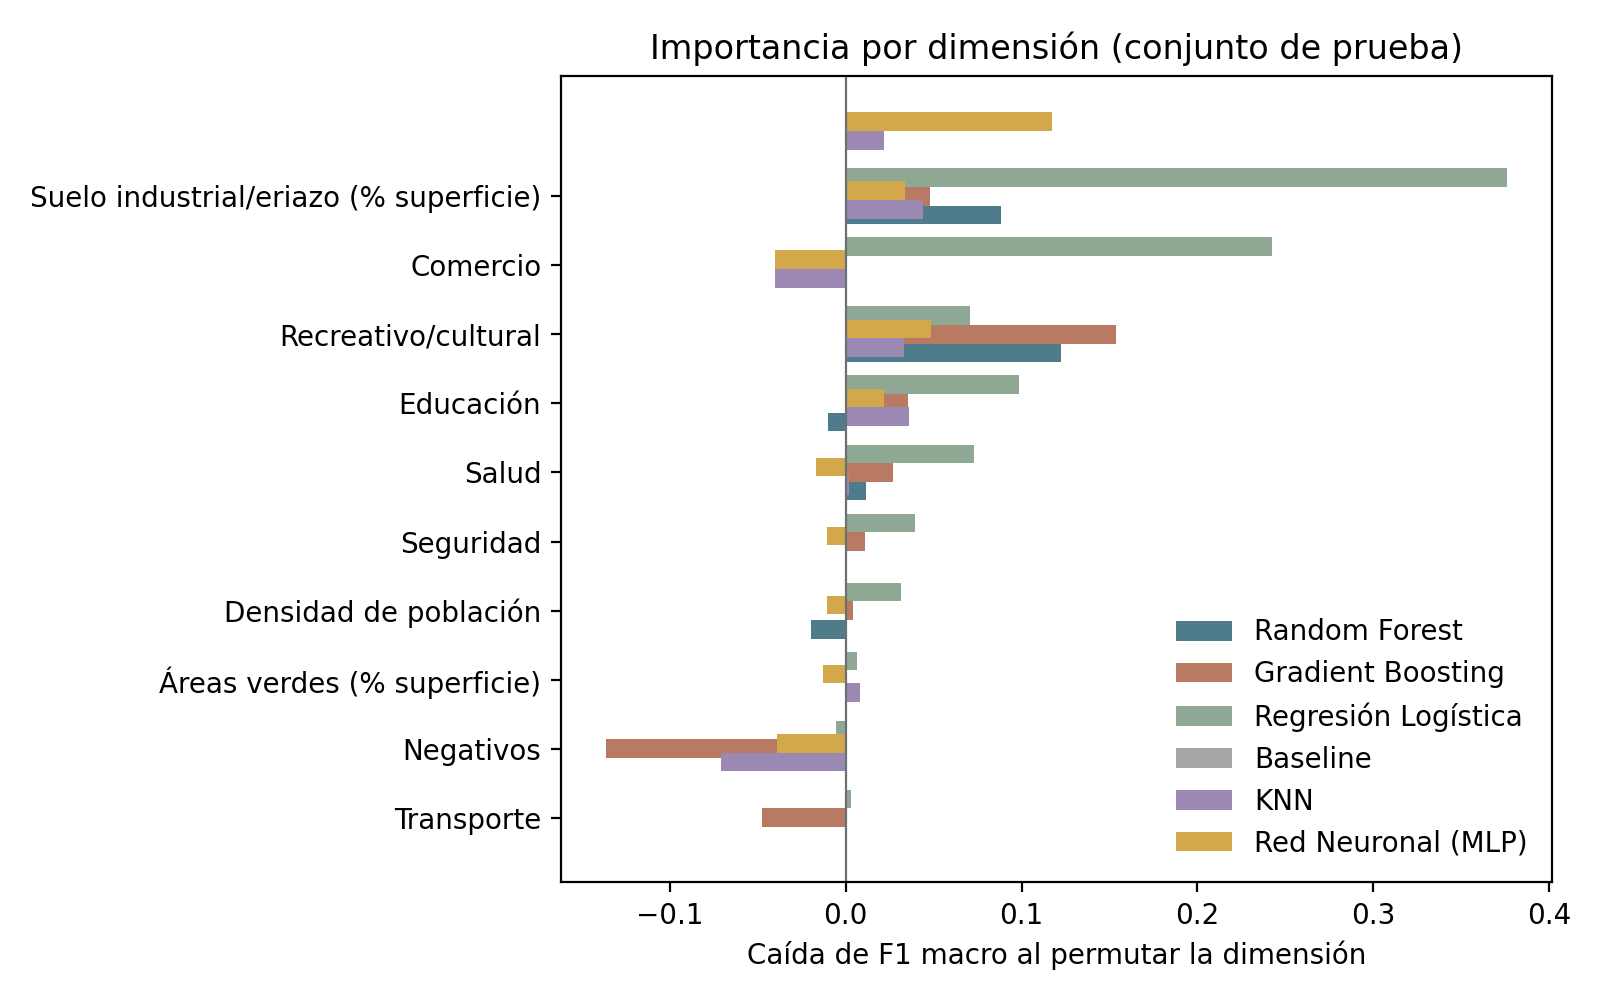 Importancia por dimensión (conjunto de prueba)
Suelo industrial/eriazo (% superficie)
Comercio
Recreativo/cultural
Educación
Salud
Seguridad
Densidad de población
Áreas verdes (% superficie)
Negativos
Transporte
Random Forest
Gradient Boosting
Regresión Logística
Baseline
KNN
Red Neuronal (MLP)
−0.1 0.0 0.1 0.2 0.3 0.4
Caída de F1 macro al permutar la dimensión